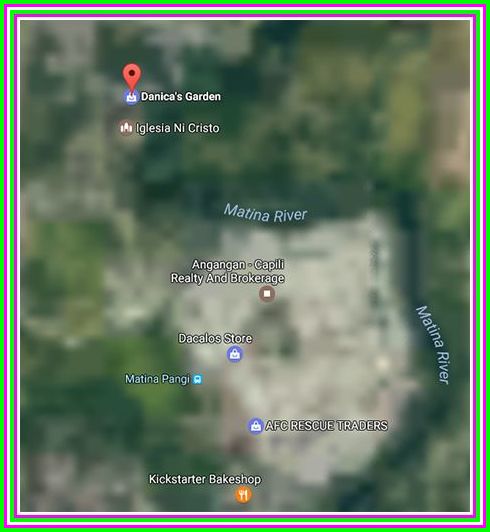 Danica's Garden
Iglesia Ni Cristo
Matina River
Angangan - Capili
Realty And Brokerage
Matina River
Dacalos Store
Matina Pangi
AFC RESCUE TRADERS
Kickstarter Bakeshop